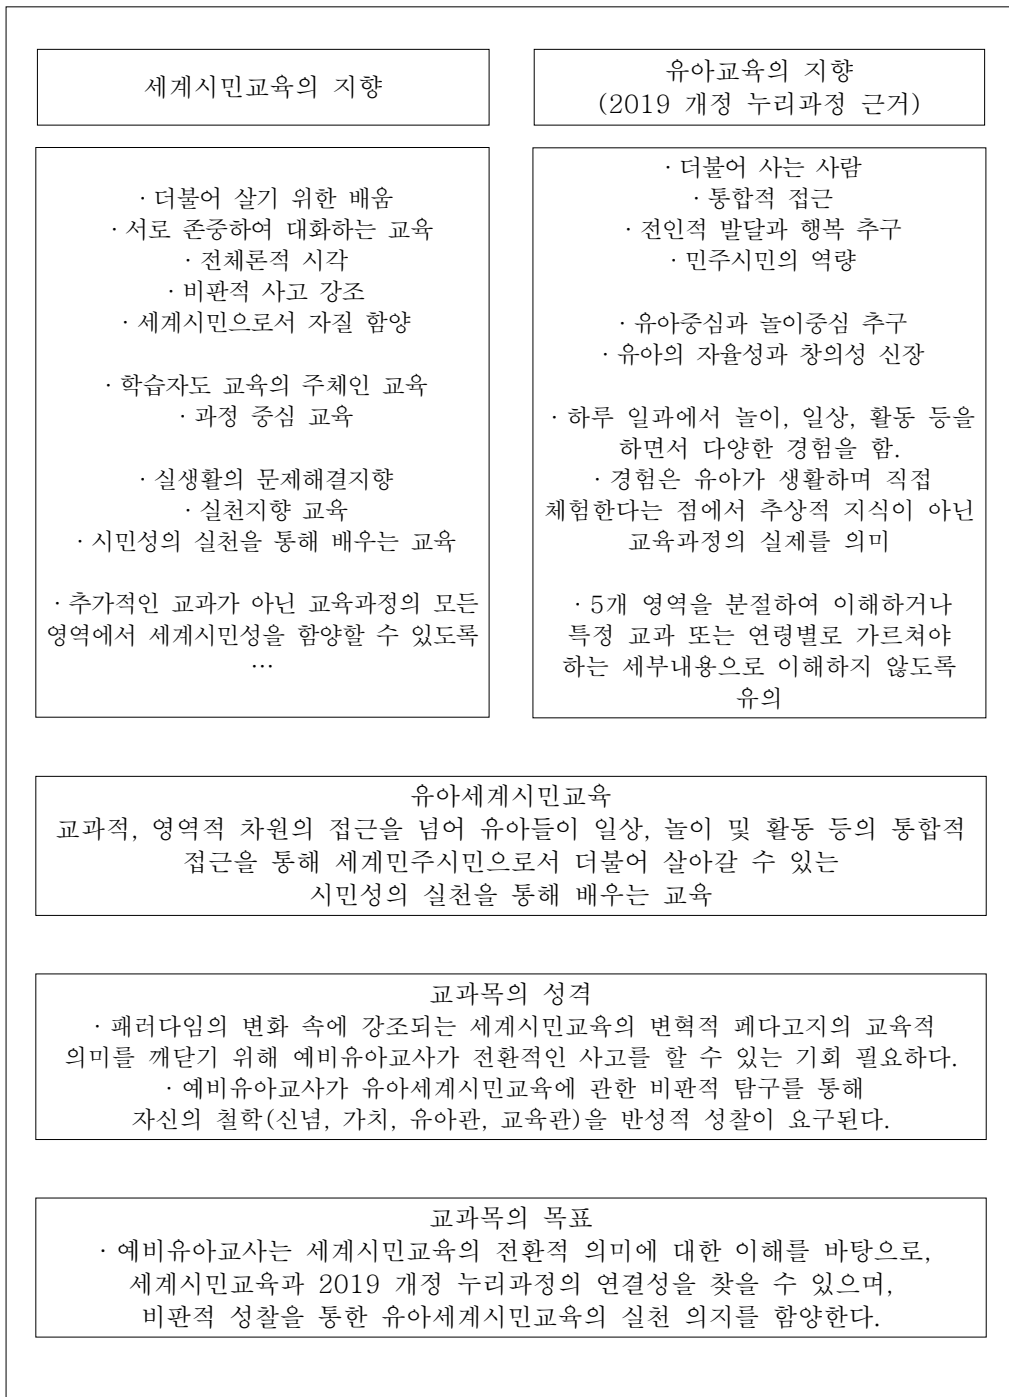 세계시민교육의 지향
· 더불어 살기 위한 배움
· 서로 존중하여 대화하는 교육
· 전체론적 시각
· 비판적 사고 강조
· 세계시민으로서 자질 함양
· 학습자도 교육의 주체인 교육
· 과정 중심 교육
· 실생활의 문제해결지향
· 실천지향 교육
· 시민성의 실천을 통해 배우는 교육
· 추가적인 교과가 아닌 교육과정의 모든
영역에서 세계시민성을 함양할 수 있도록
…
유아교육의 지향
(2019 개정 누리과정 근거)
· 더불어 사는 사람
· 통합적 접근
· 전인적 발달과 행복 추구
· 민주시민의 역량
· 유아중심과 놀이중심 추구
· 유아의 자율성과 창의성 신장
· 하루 일과에서 놀이, 일상, 활동 등을
하면서 다양한 경험을 함.
· 경험은 유아가 생활하며 직접
체험한다는 점에서 추상적 지식이 아닌
교육과정의 실제를 의미
· 5개 영역을 분절하여 이해하거나
특정 교과 또는 연령별로 가르쳐야
하는 세부내용으로 이해하지 않도록
유의
유아세계시민교육
교과적, 영역적 차원의 접근을 넘어 유아들이 일상, 놀이 및 활동 등의 통합적
접근을 통해 세계민주시민으로서 더불어 살아갈 수 있는
시민성의 실천을 통해 배우는 교육
교과목의 성격
· 패러다임의 변화 속에 강조되는 세계시민교육의 변혁적 페다고지의 교육적
의미를 깨닫기 위해 예비유아교사가 전환적인 사고를 할 수 있는 기회 필요하다.
· 예비유아교사가 유아세계시민교육에 관한 비판적 탐구를 통해
자신의 철학(신념, 가치, 유아관, 교육관)을 반성적 성찰이 요구된다.
교과목의 목표
· 예비유아교사는 세계시민교육의 전환적 의미에 대한 이해를 바탕으로,
세계시민교육과 2019 개정 누리과정의 연결성을 찾을 수 있으며,
비판적 성찰을 통한 유아세계시민교육의 실천 의지를 함양한다.